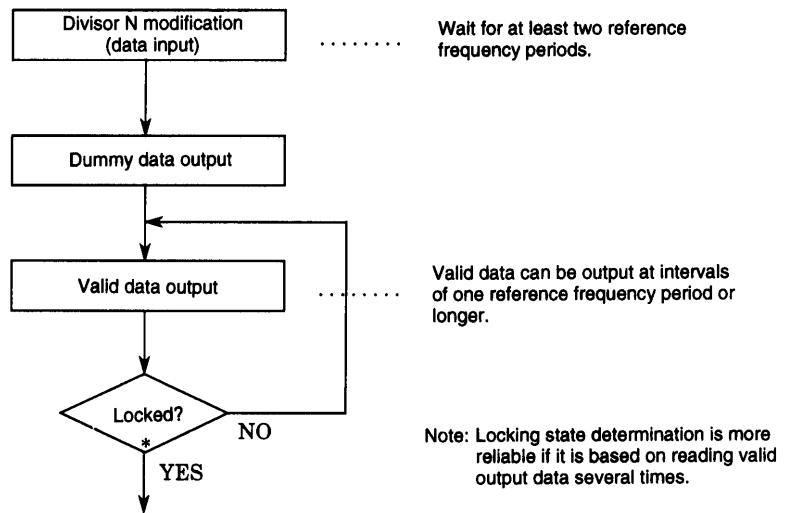 Divisor N modification
(data input)
. . . . . . . .
Wait for at least two reference
frequency periods.
Dummy data output
Valid data output
. . . . . . . .
Valid data can be output at intervals
of one reference frequency period or
longer.
Locked?
*
NO
YES
Note: Locking state determination is more
reliable if it is based on reading valid
output data several times.